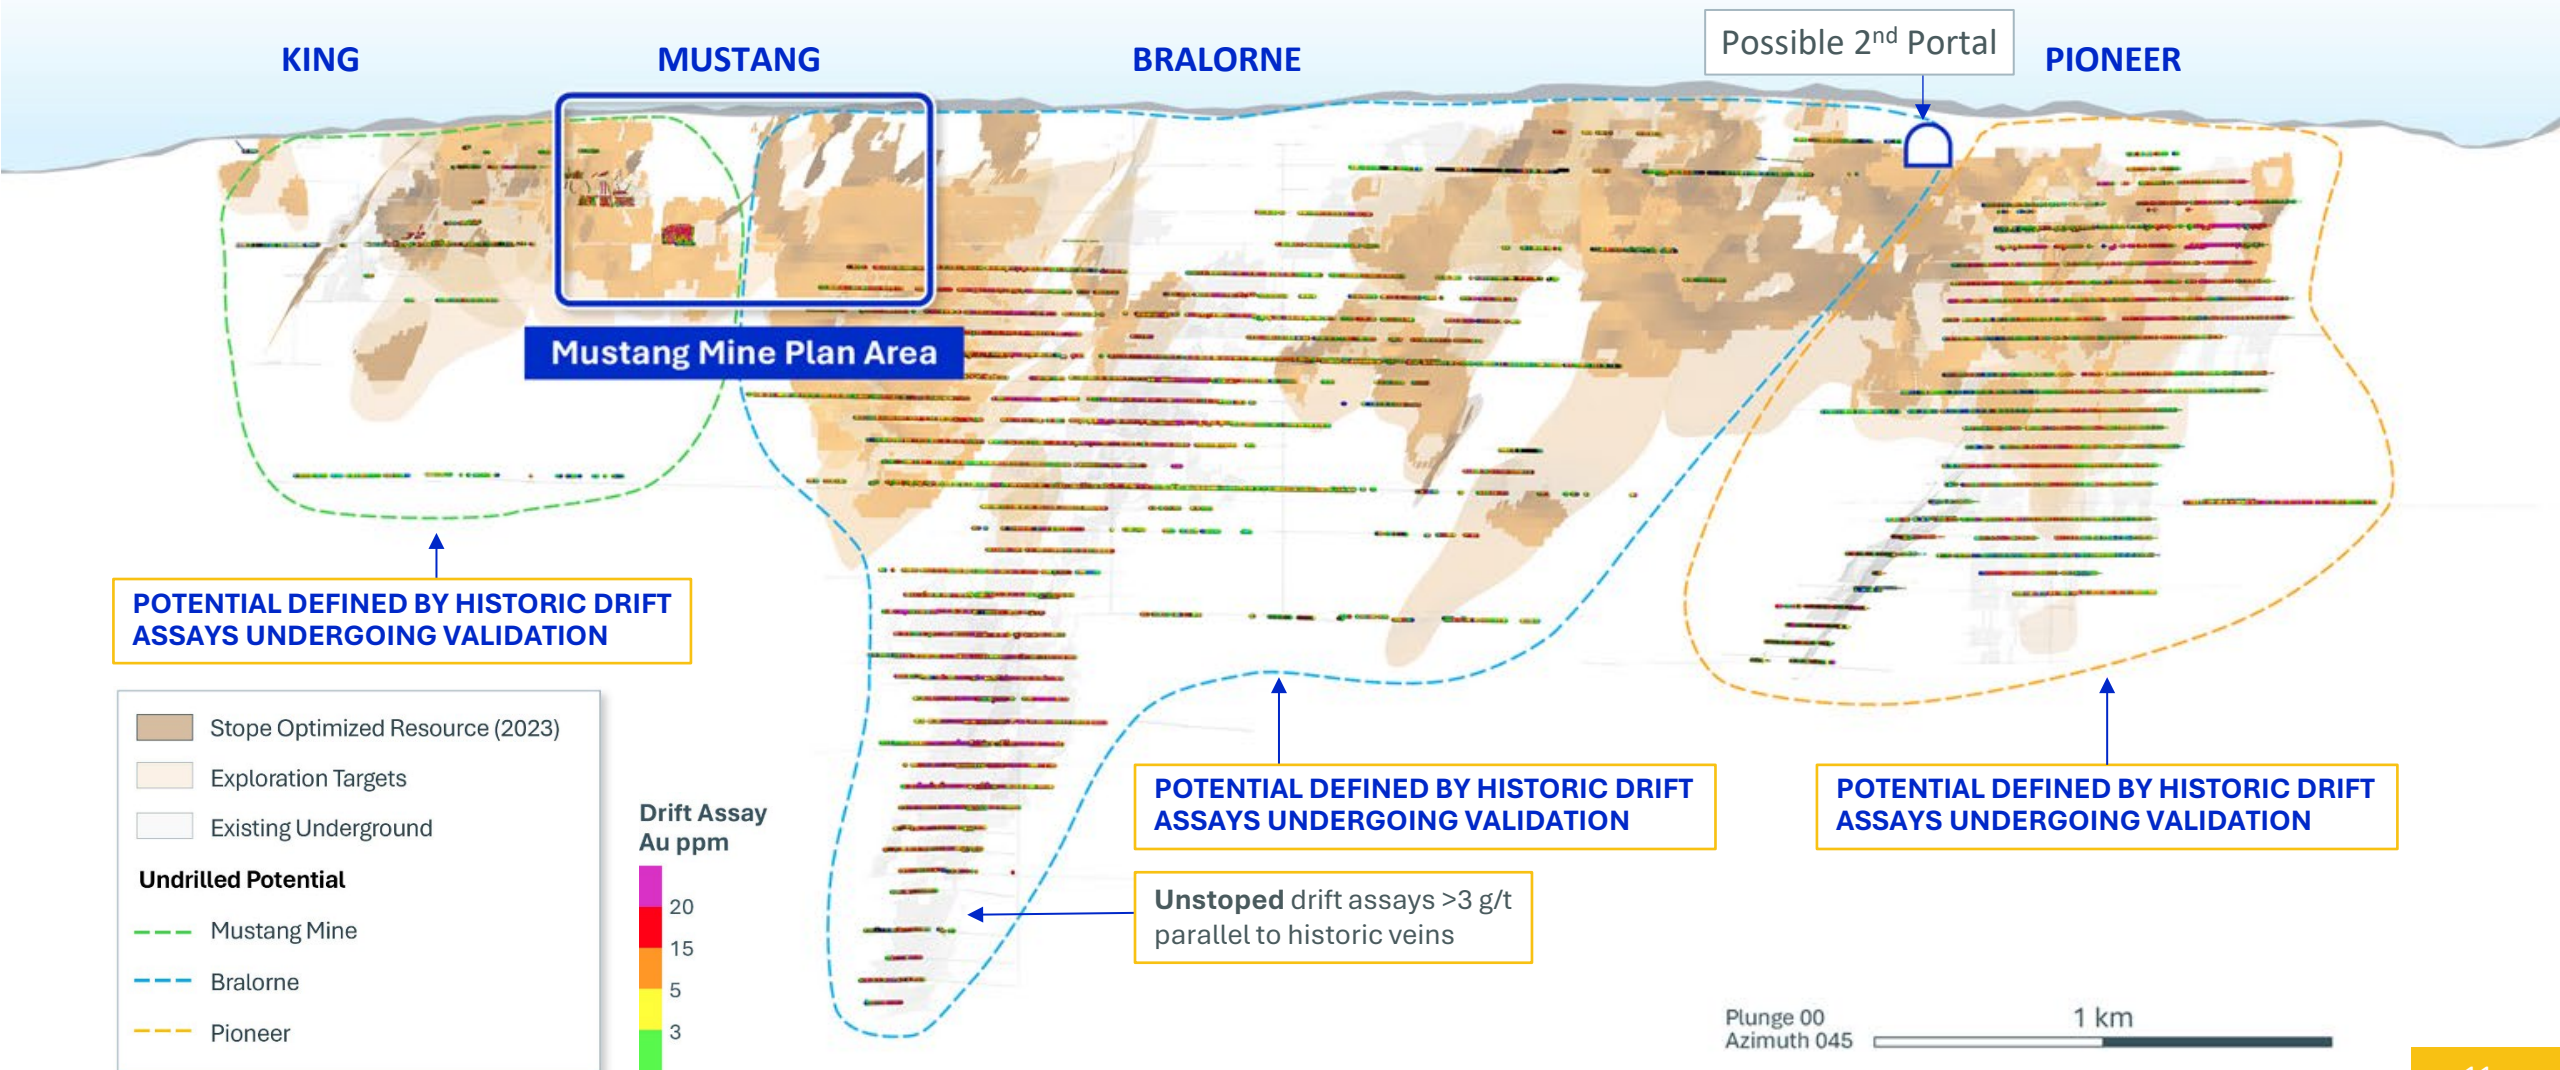 KING
MUSTANG
BRALORNE
Possible 2nd Portal
PIONEER
Mustang Mine Plan Area
POTENTIAL DEFINED BY HISTORIC DRIFT
ASSAYS UNDERGOING VALIDATION
Stope Optimized Resource (2023)
Exploration Targets
Existing Underground
Undrilled Potential
Mustang Mine
Bralorne
Pioneer
Drift Assay
Au ppm
20
15
5
3
POTENTIAL DEFINED BY HISTORIC DRIFT
ASSAYS UNDERGOING VALIDATION
Unstoped drift assays >3 g/t
parallel to historic veins
POTENTIAL DEFINED BY HISTORIC DRIFT
ASSAYS UNDERGOING VALIDATION
Plunge 00
Azimuth 045
1 km